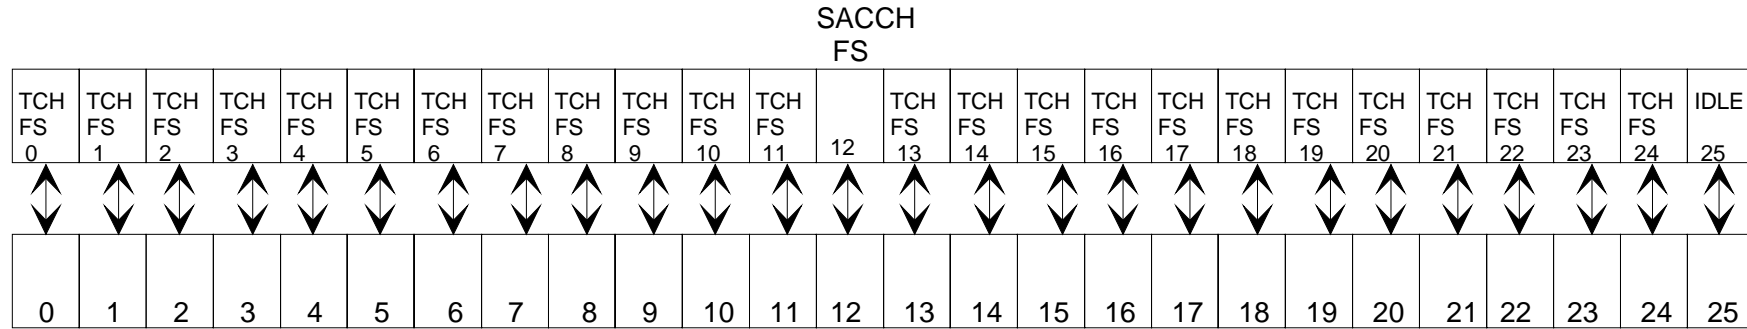 SACCH
FS
TCH TCH TCH TCH TCH TCH TCH TCH TCH TCH TCH TCH TCH TCH TCH TCH TCH TCH TCH TCH TCH TCH TCH TCH IDLE
FS FS FS FS FS FS FS FS FS FS FS FS FS FS FS FS FS FS FS FS FS FS FS FS
0 1 2 3 4 5 6 7 8 9 10 11 12 13 14 15 16 17 18 19 20 21 22 23 24 25
0 1 2 3 4 5 6 7 8 9 10 11 12 13 14 15 16 17 18 19 20 21 22 23 24 25